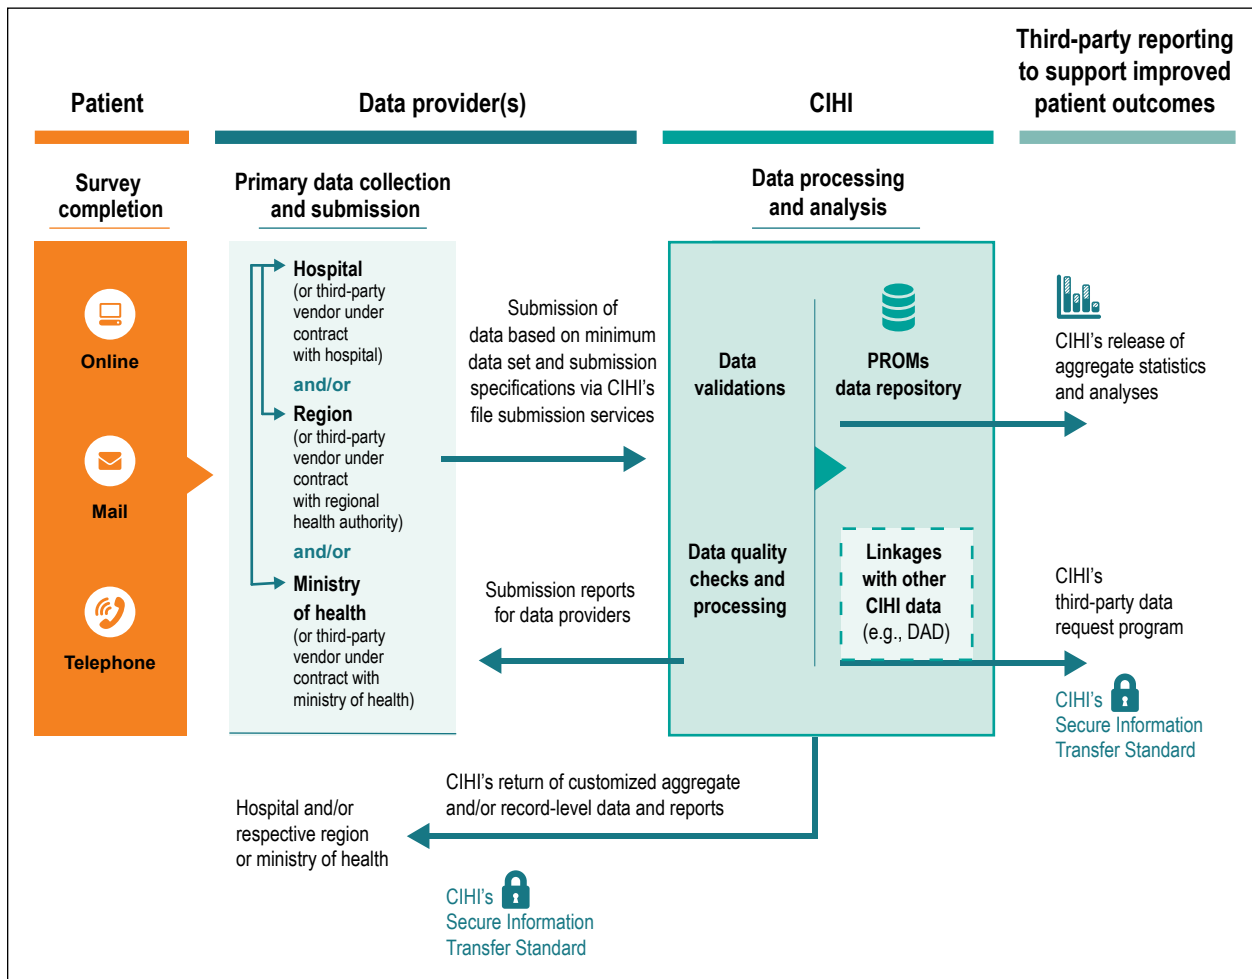 Patient
Data provider(s)
CIHI
Third-party reporting
to support improved
patient outcomes
Survey
completion
Online
Mail
Telephone
Primary data collection
and submission
Hospital
(or third-party
vendor under
contract
with hospital)
and/or
Region
(or third-party
vendor under
contract
with regional
health authority)
and/or
Ministry
of health
(or third-party
vendor under
contract with
ministry of health)
Submission of
data based on minimum
data set and submission
specifications via CIHI's
file submission services
Submission reports
for data providers
Data processing
and analysis
Data
validations
PROMs
data repository
Data quality
checks and
processing
Linkages
with other
CIHI data
(e.g., DAD)
CIHI's release of
aggregate statistics
and analyses
CIHI's
third-party data
request program
CIHI's
Secure Information
Transfer Standard
CIHI's return of customized aggregate
and/or record-level data and reports
Hospital and/or
respective region
or ministry of health
CIHI's
Secure Information
Transfer Standard